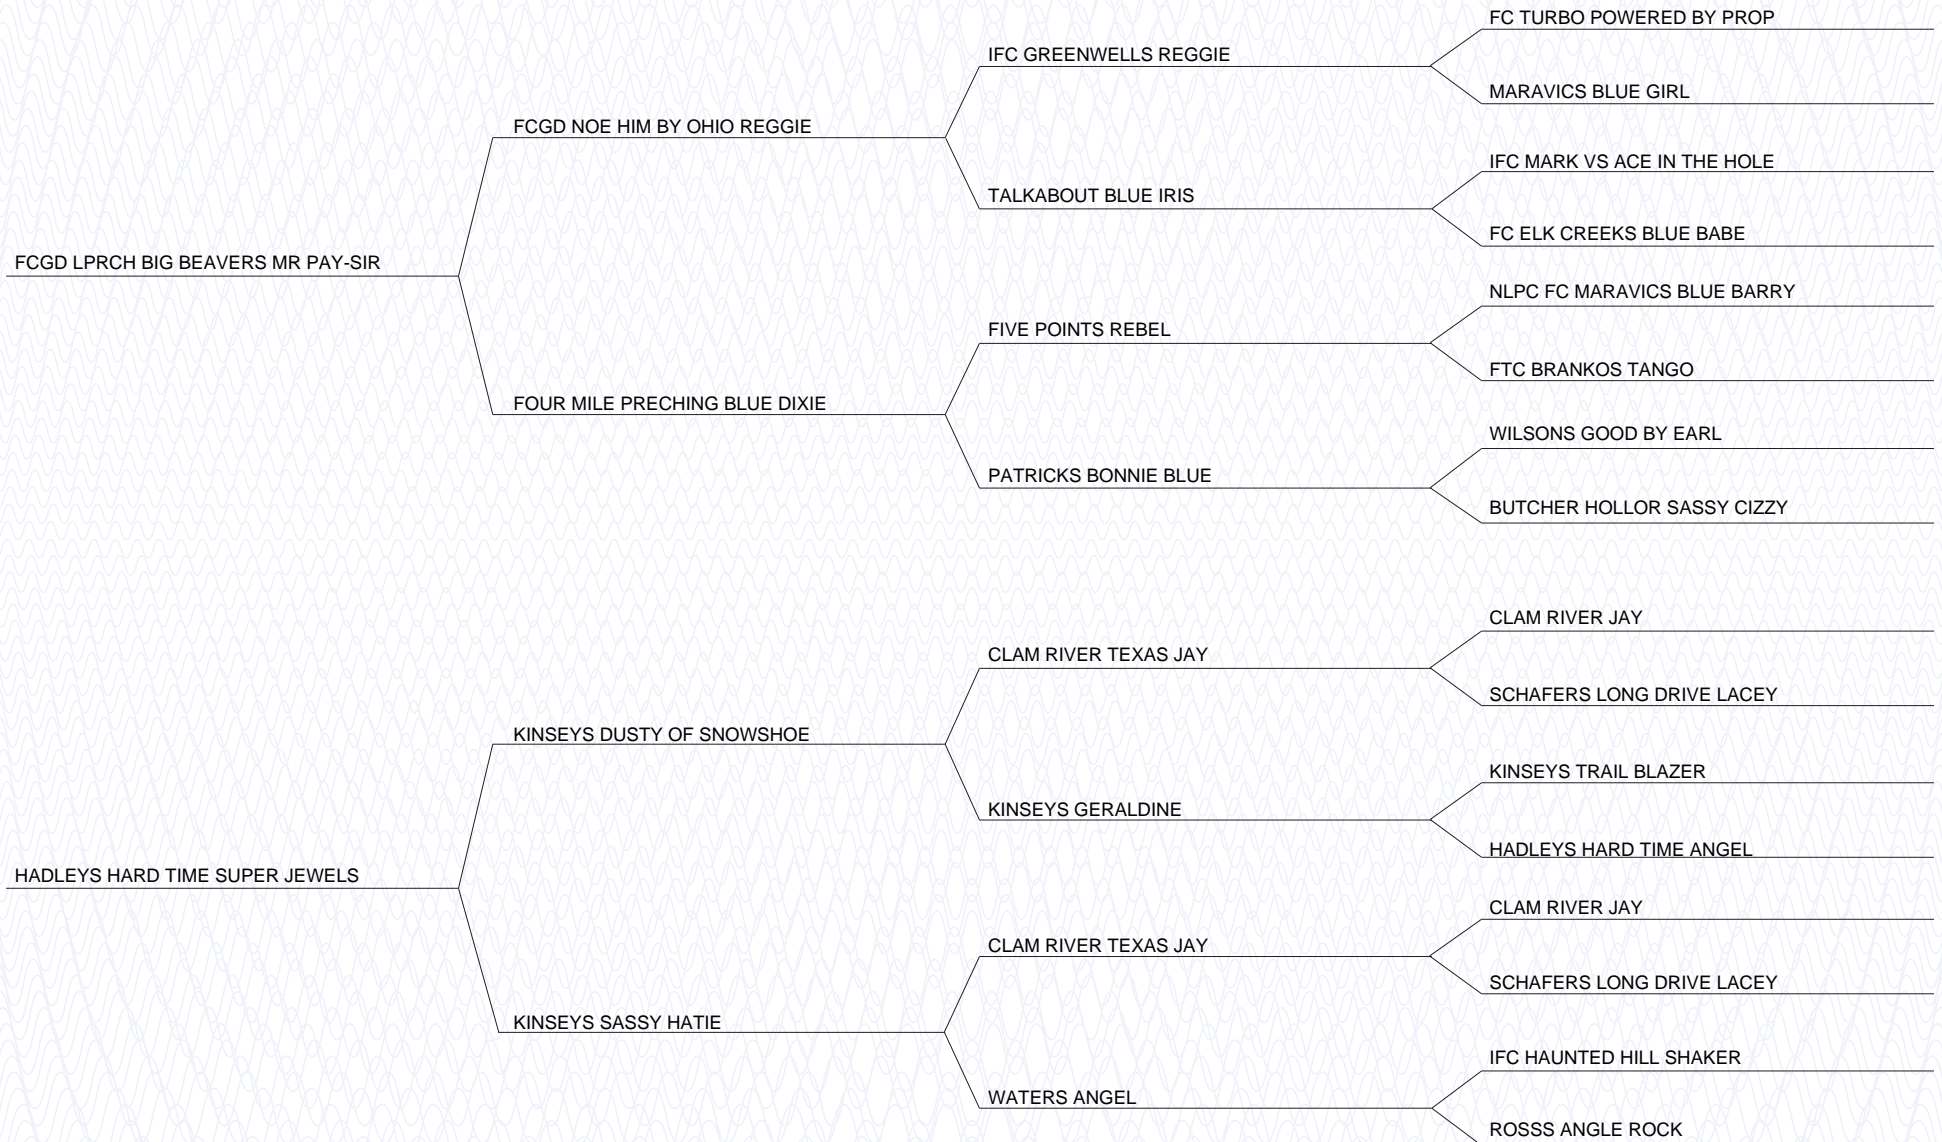 FC TURBO POWERED BY PROP
IFC GREENWELLS REGGIE
MARAVICS BLUE GIRL
FCGD NOE HIM BY OHIO REGGIE
IFC MARK VS ACE IN THE HOLE
TALKABOUT BLUE IRIS
FC ELK CREEKS BLUE BABE
FCGD LPRCH BIG BEAVERS MR PAY-SIR
NLPC FC MARAVICS BLUE BARRY
FIVE POINTS REBEL
FTC BRANKOS TANGO
FOUR MILE PRECHING BLUE DIXIE
WILSONS GOOD BY EARL
PATRICKS BONNIE BLUE
BUTCHER HOLLOR SASSY CIZZY
CLAM RIVER JAY
CLAM RIVER TEXAS JAY
SCHAFERS LONG DRIVE LACEY
KINSEYS DUSTY OF SNOWSHOE
KINSEYS TRAIL BLAZER
KINSEYS GERALDINE
HADLEYS HARD TIME ANGEL
HADLEYS HARD TIME SUPER JEWELS
CLAM RIVER JAY
CLAM RIVER TEXAS JAY
SCHAFERS LONG DRIVE LACEY
KINSEYS SASSY HATIE
IFC HAUNTED HILL SHAKER
WATERS ANGEL
ROSSS ANGLE ROCK